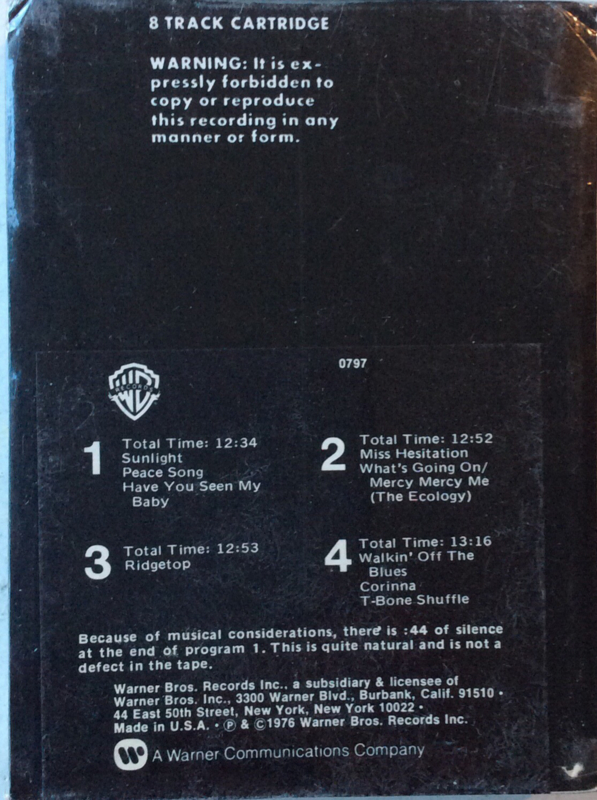 8 TRACK CARTRIDGE
WARNING: It is ex-
pressly forbidden to
copy or reproduce
this recording in any
manner or form.
0797
WB
RECORDS
1
Total Time: 12:34
Sunlight
Peace Song
Have You Seen My
Baby
2
Total Time: 12:52
Miss Hesitation
What's Going On/
Mercy Mercy Me
(The Ecology)
3
Total Time: 12:53
Ridgetop
4
Total Time: 13:16
Walkin' Off The
Blues
Corinna
T-Bone Shuffle
Because of musical considerations, there is :44 of silence
at the end of program 1. This is quite natural and is not a
defect in the tape.
Warner Bros. Records Inc., a subsidiary & licensee of
Warner Bros. Inc., 3300 Warner Blvd., Burbank, Calif. 91510 •
44 East 50th Street, New York, New York 10022 •
Made in U.S.A. • ℗ & ©1976 Warner Bros. Records Inc.
A Warner Communications Company